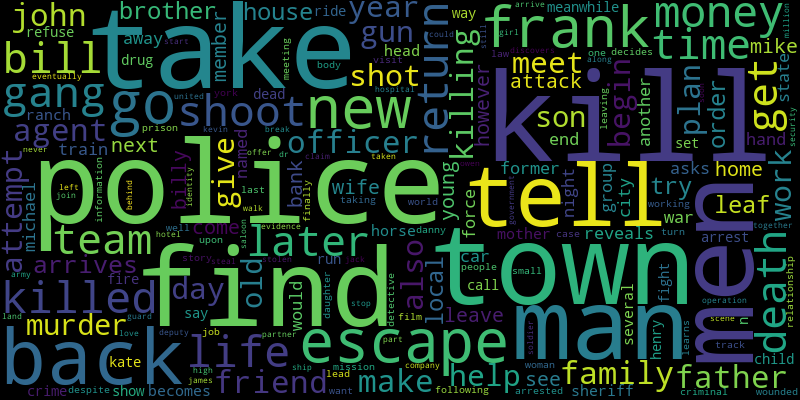 john
brother
house
year
return
way
arrive
meanwhile
money
refuse
away
ride
member
gun
frank
girl
decides
million
bill
take
drug
head
could
still
one
along
time
mike
eventually
start
meeting
body
shot
visit
law
discovers
meet
attack
state
gang
go
shoot
dead
hospital
new
killing
however
kill
begin
plan
get
ranch
york
united
kevin
break
leaving
another
set
order
hand
security
agent
train
prison
officer
son
end
never
next
offer
dr
claim
taken
former
asks
home
attempt
michael
left
join
information
behind
police
billy
named
give
identity
last
walk
bank
finally
wife
taking
world
young
force
tell
night
government
group
city
try
war
working
leaf
work
together
team
well
come
hotel
upon
evidence
later
horse
danny
also
mother
case
reveals
turn
arrest
arrives
find
story
steal
saloon
stolen
jack
old
run
car
people
small
town
men
death
army
fire
day
say
would
daughter
stop
detective
local
call
several
fight
operation
relationship
killed
land
guard
deputy
job
escape
film
leave
soldier
man
henry
learns
scene
n
murder
love
partner
part
track
back
kate
life
high
james
ship
mission
company
help
woman
see
family
child
father
crime
despite
show
becomes
friend
want
lead
make
following
arrested
sheriff
criminal
wounded